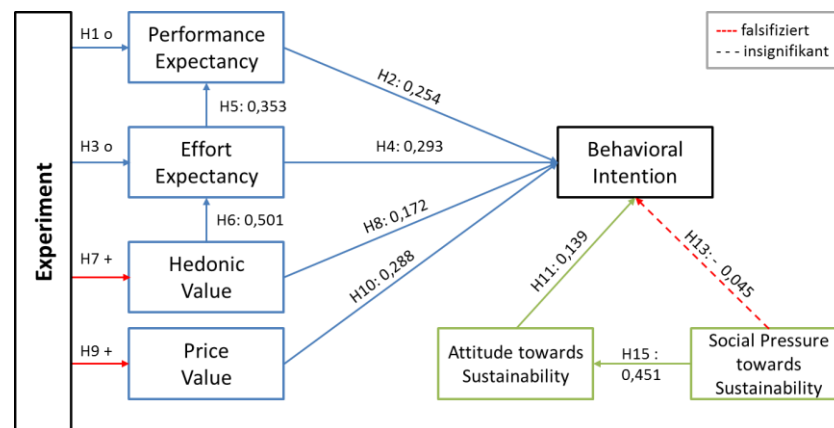 Experiment
H1 o
Performance
Expectancy
H5: 0,353
H3 o
Effort
Expectancy
H6: 0,501
H7 +
Hedonic
Value
H9 +
Price
Value
H2: 0,254
H4: 0,293
H8: 0,172
H10: 0,288
Behavioral
Intention
H11: 0,139
H13: - 0,045
Attitude towards
Sustainability
H15 :
0,451
Social Pressure
towards
Sustainability
falsifiziert
insignifikant